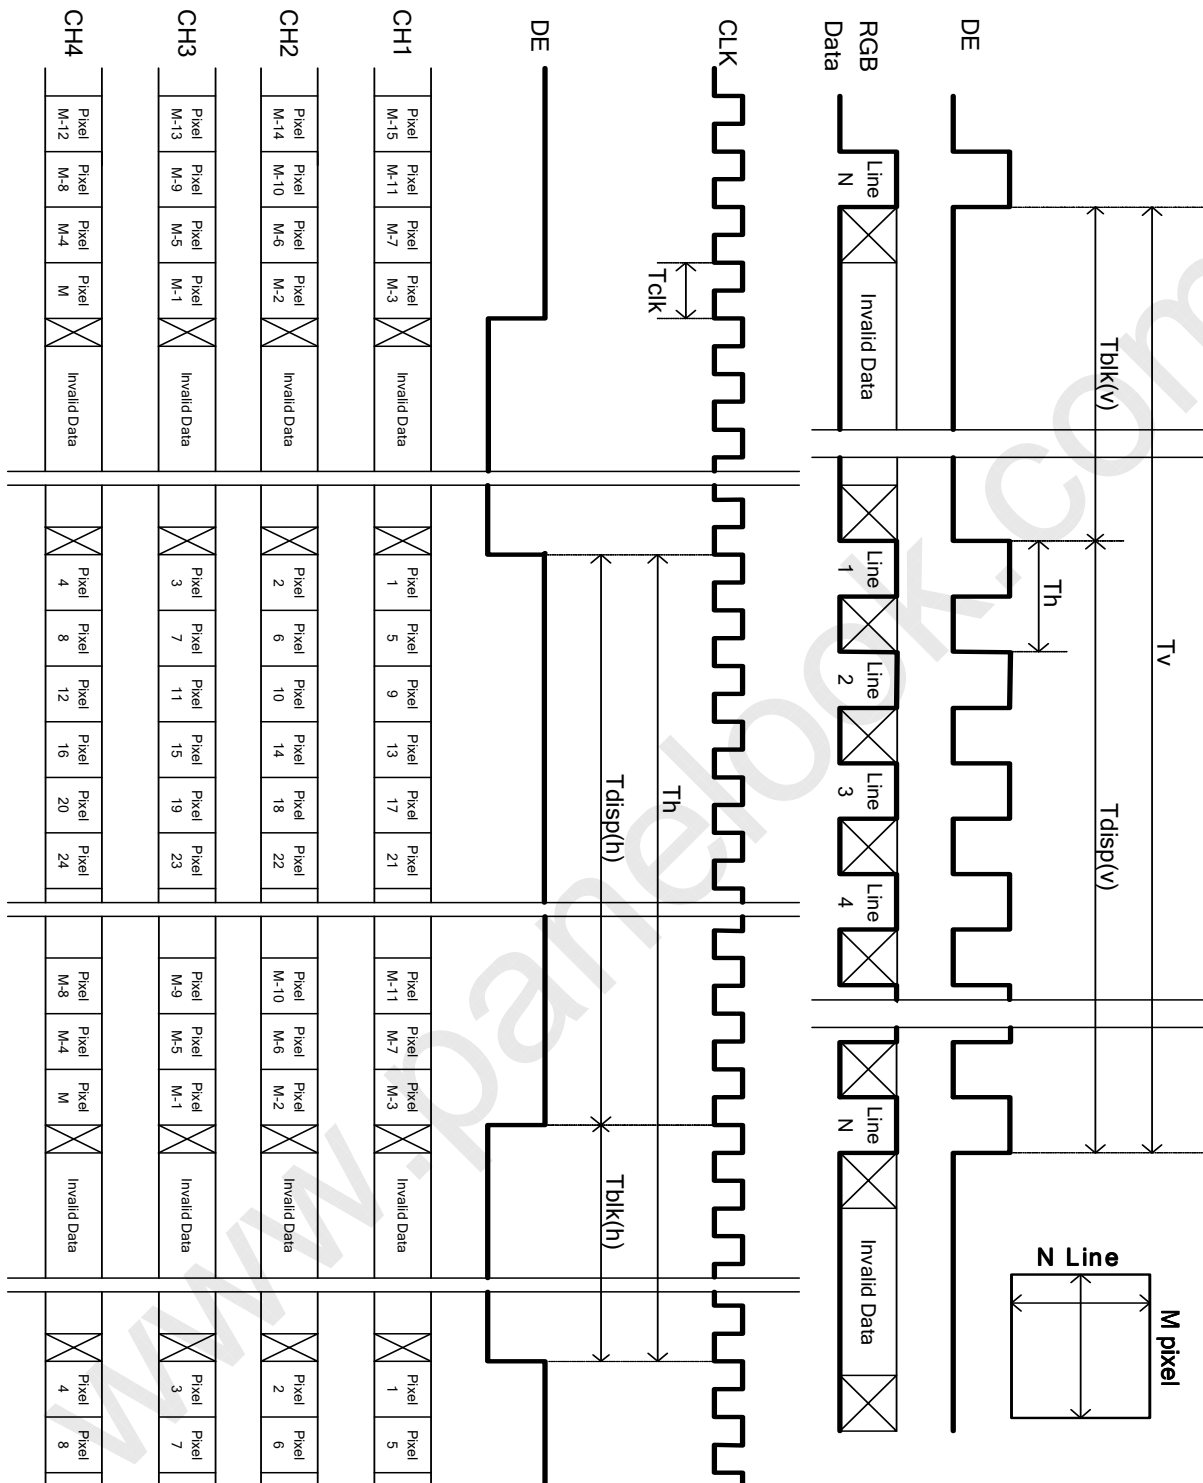 DE
Tv
Tblk(v)
Tdisp(v)
Th
N Line
M pixel
RGB
Data
Line
N
Invalid Data
Line
1
Line
2
Line
3
Line
4
Line
N
Invalid Data
CLK
Tclk
Th
Tdisp(h)
Tblk(h)
DE
CH1
Pixel
M-15
Pixel
M-11
Pixel
M-7
Pixel
M-3
Invalid Data
Pixel
1
Pixel
5
Pixel
9
Pixel
13
Pixel
17
Pixel
21
Pixel
M-11
Pixel
M-7
Pixel
M-3
Invalid Data
Pixel
1
Pixel
5
CH2
Pixel
M-14
Pixel
M-10
Pixel
M-6
Pixel
M-2
Invalid Data
Pixel
2
Pixel
6
Pixel
10
Pixel
14
Pixel
18
Pixel
22
Pixel
M-10
Pixel
M-6
Pixel
M-2
Invalid Data
Pixel
2
Pixel
6
CH3
Pixel
M-13
Pixel
M-9
Pixel
M-5
Pixel
M-1
Invalid Data
Pixel
3
Pixel
7
Pixel
11
Pixel
15
Pixel
19
Pixel
23
Pixel
M-9
Pixel
M-5
Pixel
M-1
Invalid Data
Pixel
3
Pixel
7
CH4
Pixel
M-12
Pixel
M-8
Pixel
M-4
Pixel
M
Invalid Data
Pixel
4
Pixel
8
Pixel
12
Pixel
16
Pixel
20
Pixel
24
Pixel
M-8
Pixel
M-4
Pixel
M
Invalid Data
Pixel
4
Pixel
8
www.panelook.com